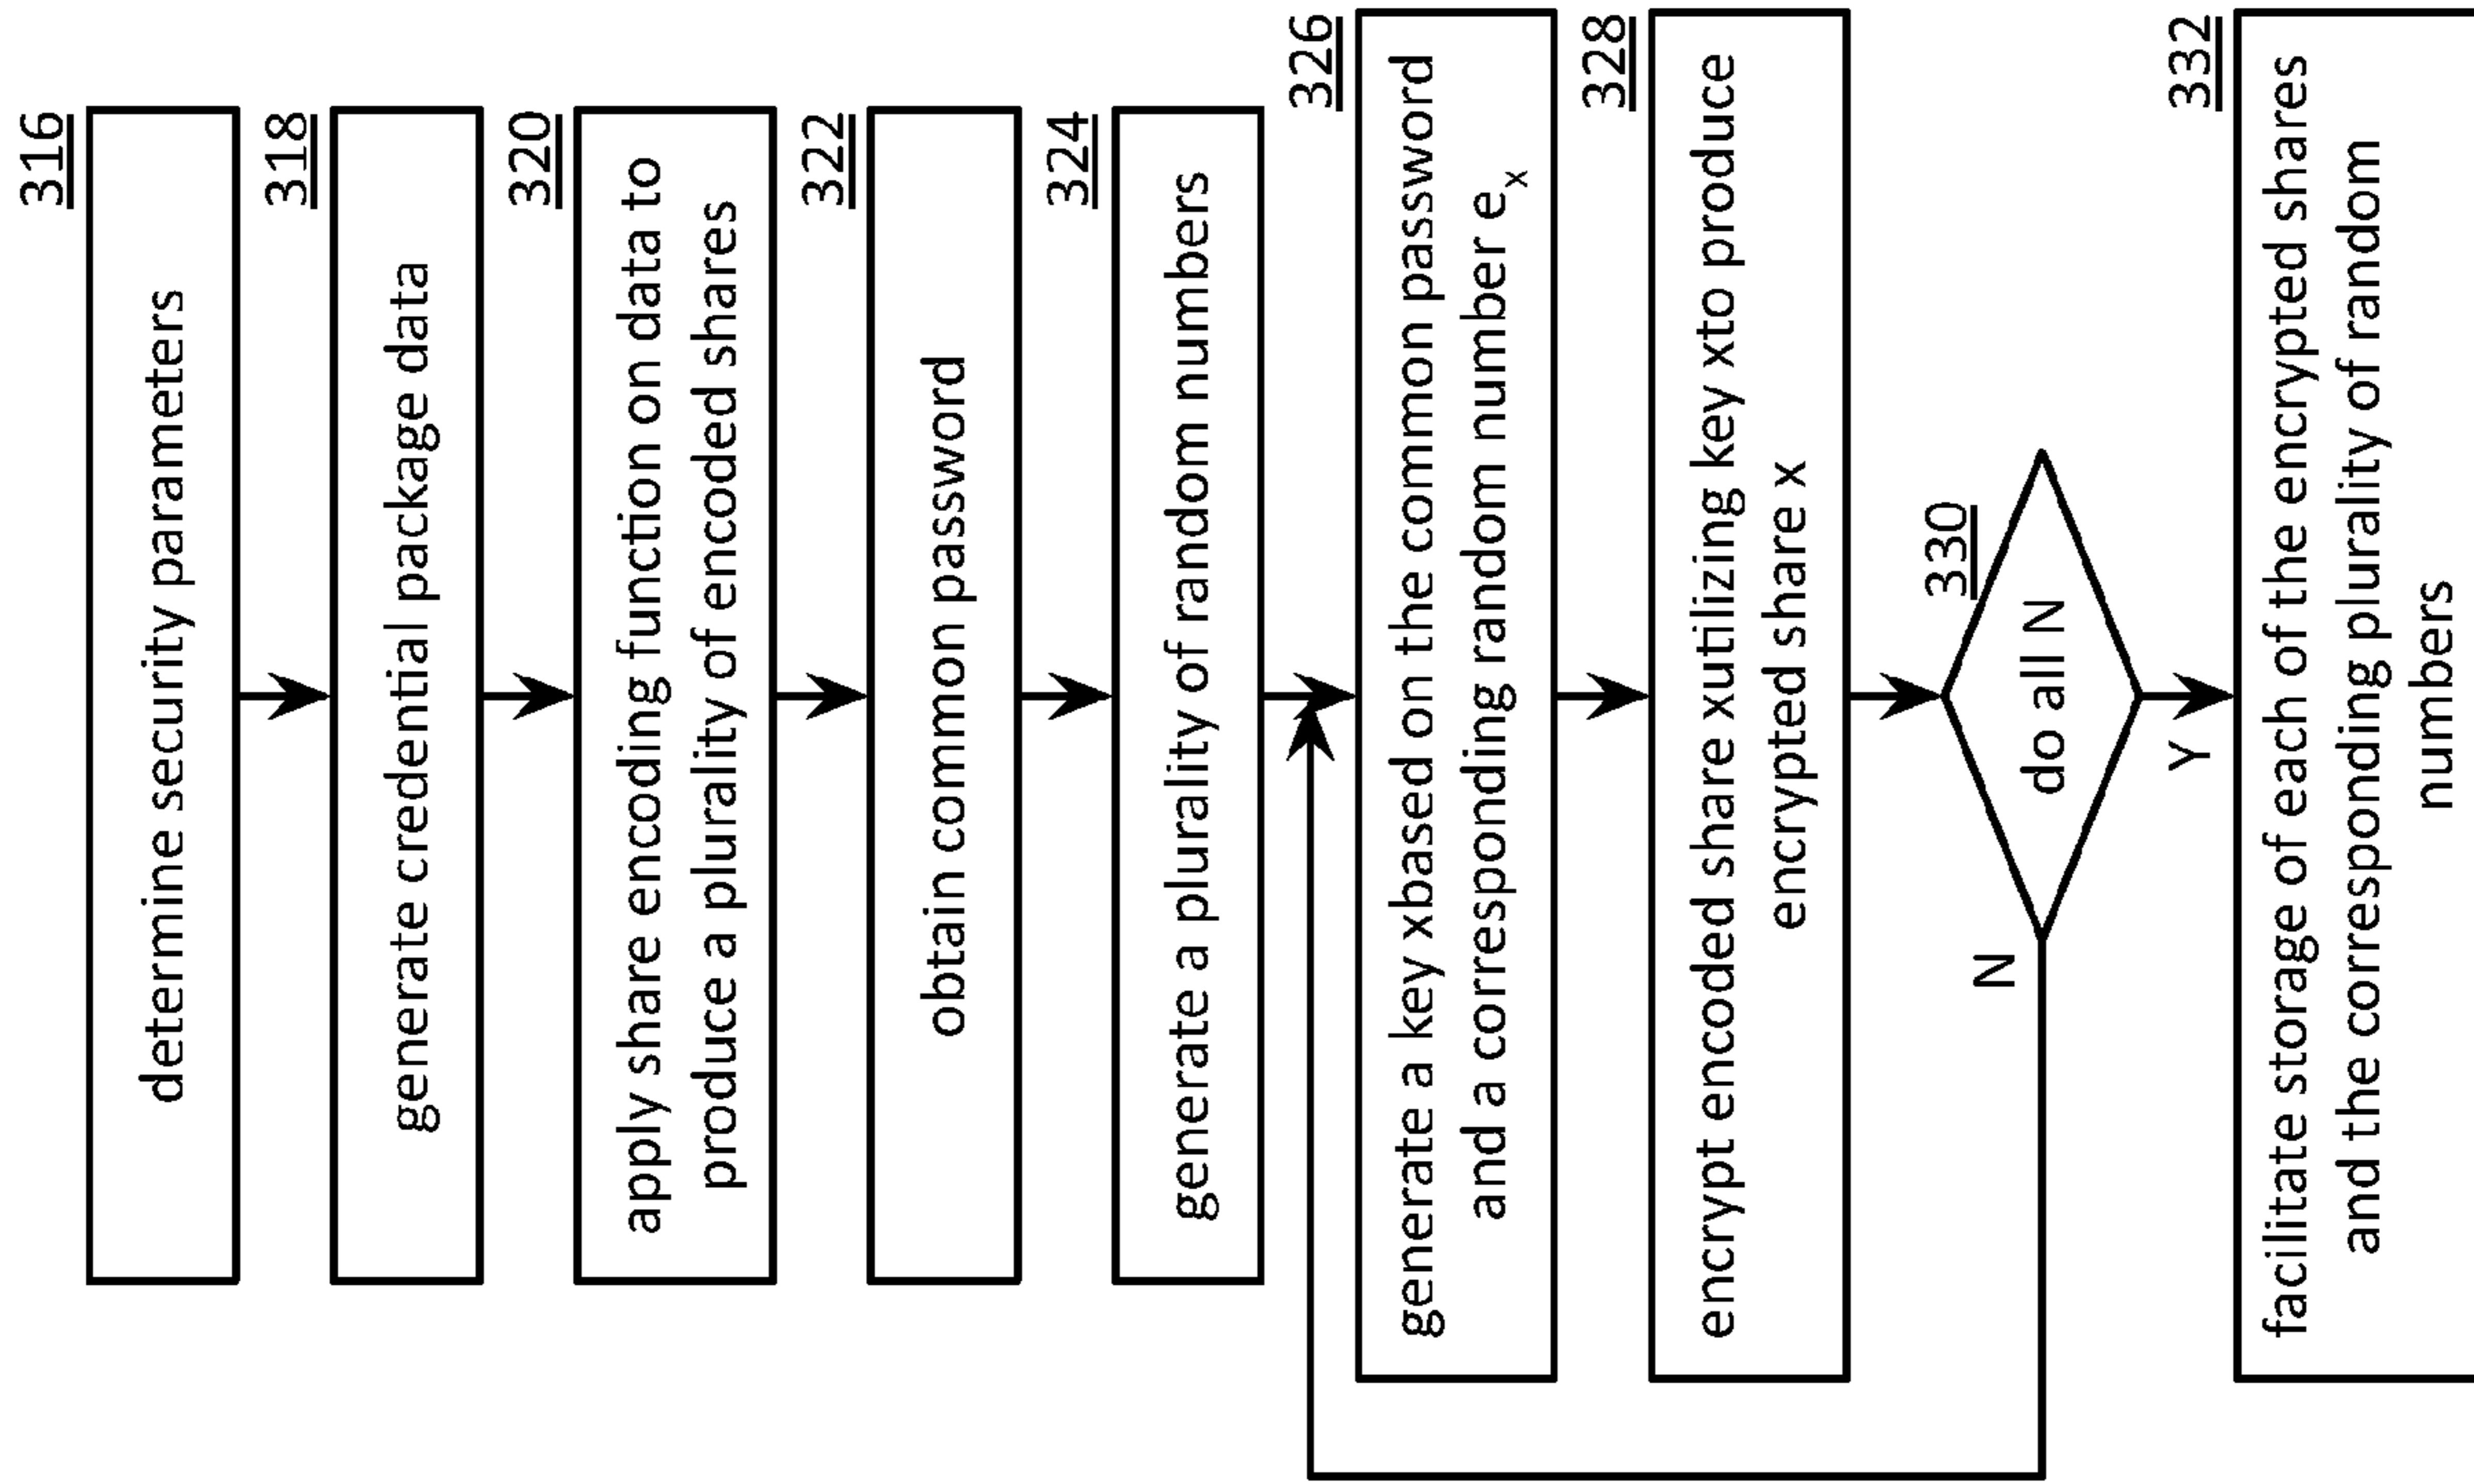 316
determine security parameters
318
generate credential package data
320
apply share encoding function on data to
produce a plurality of encoded shares
322
obtain common password
324
generate a plurality of random numbers
326
generate a key xbased on the common password
and a corresponding random number eₓ
328
encrypt encoded share xutilizing key xto produce
encrypted share x
330
do all N
N
Y
332
facilitate storage of each of the encrypted shares
and the corresponding plurality of random
numbers